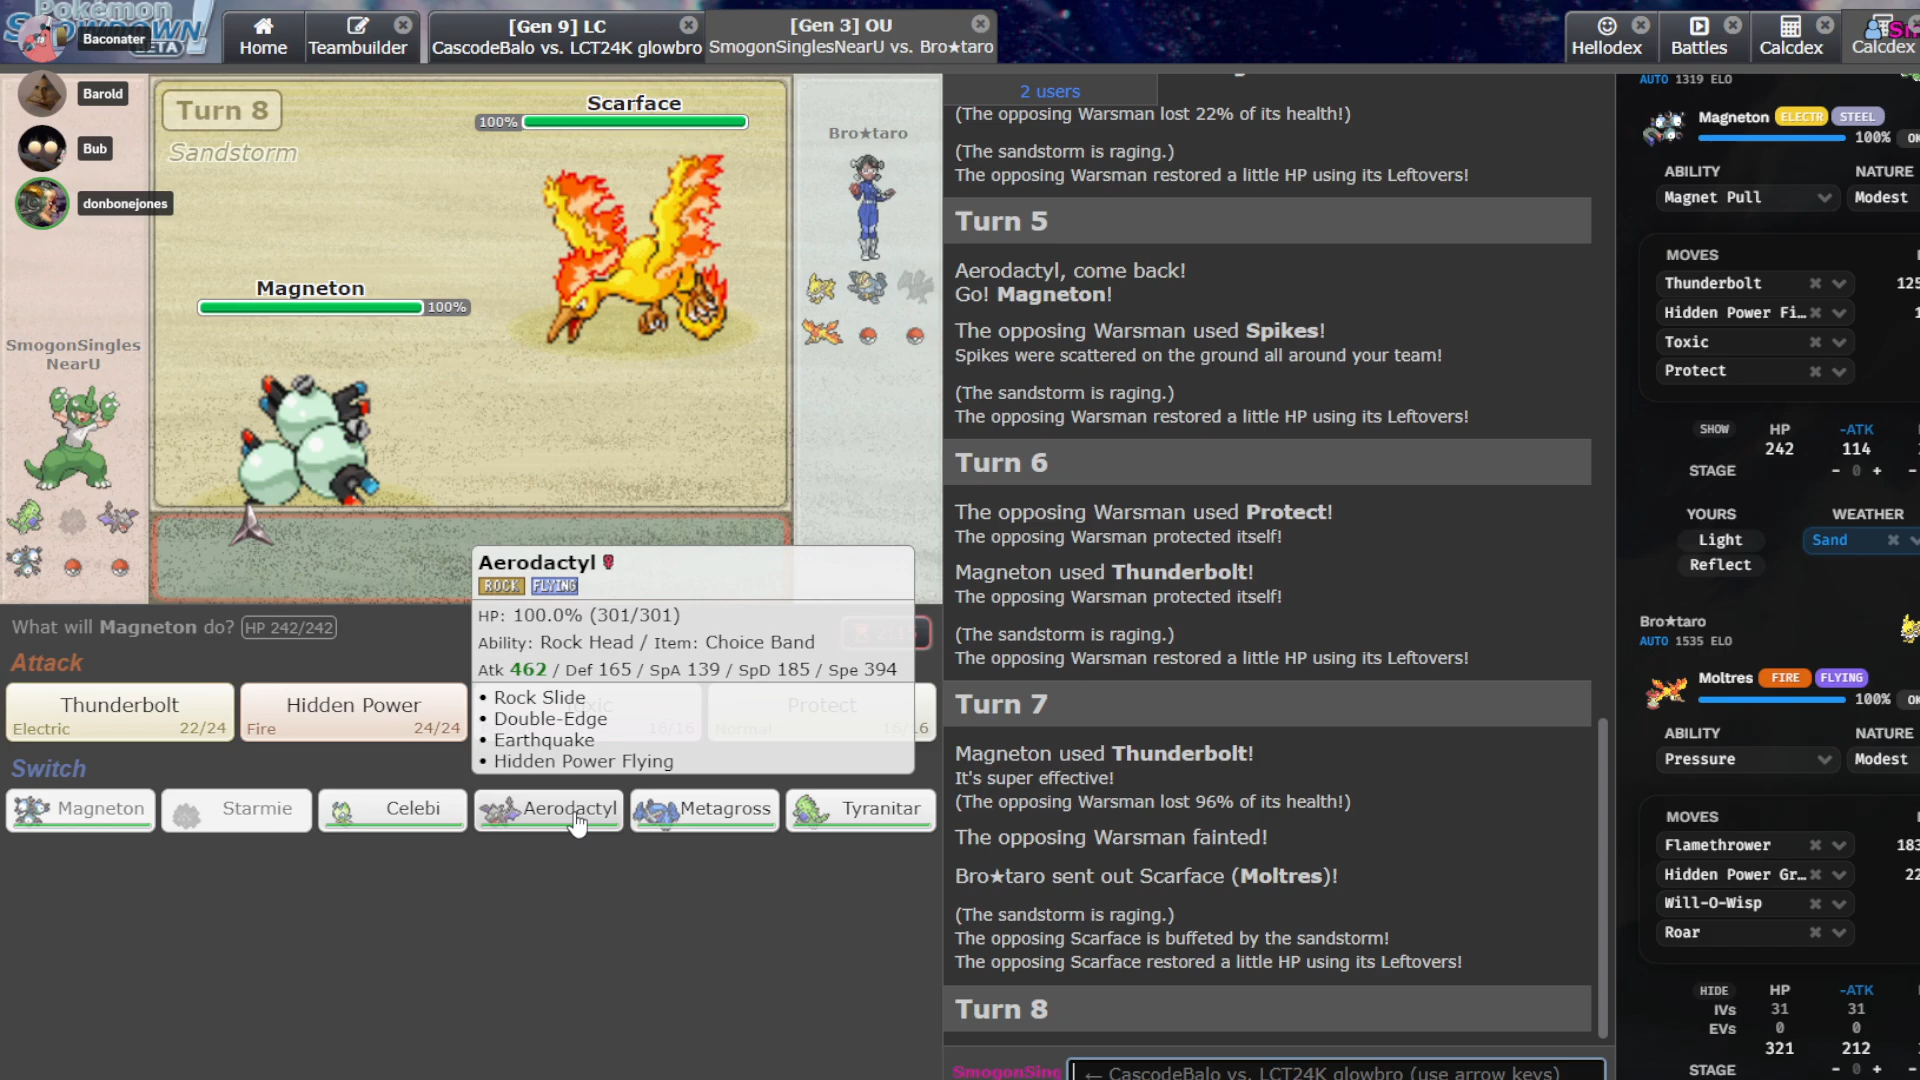 Pokémon
SHOWDOWN
BETA
Baconater
Home
Teambuilder
[Gen 9] LC
CascodeBalo vs. LCT24K glowbro
[Gen 3] OU
SmogonSinglesNearU vs. Bro★taro
Hellodex
Battles
Calcdex
Calcdex
Barold
Bub
donbonejones
Turn 8
Sandstorm
Scarface
100%
Magneton
100%
Bro★taro
SmogonSingles
NearU
2 users
(The opposing Warsman lost 22% of its health!)
(The sandstorm is raging.)
The opposing Warsman restored a little HP using its Leftovers!
Turn 5
Aerodactyl, come back!
Go! Magneton!
The opposing Warsman used Spikes!
Spikes were scattered on the ground all around your team!
(The sandstorm is raging.)
The opposing Warsman restored a little HP using its Leftovers!
Turn 6
The opposing Warsman used Protect!
The opposing Warsman protected itself!
Magneton used Thunderbolt!
The opposing Warsman protected itself!
(The sandstorm is raging.)
The opposing Warsman restored a little HP using its Leftovers!
Turn 7
Magneton used Thunderbolt!
It's super effective!
(The opposing Warsman lost 96% of its health!)
The opposing Warsman fainted!
Bro★taro sent out Scarface (Moltres)!
(The sandstorm is raging.)
The opposing Scarface is buffeted by the sandstorm!
The opposing Scarface restored a little HP using its Leftovers!
Turn 8
SmogonSing
← CascodeBalo vs. LCT24K glowbro (use arrow keys)
What will Magneton do? HP 242/242
Attack
Thunderbolt
Electric 22/24
Hidden Power
Fire 24/24
Toxic
16/16
Protect
Normal 16/16
Switch
Magneton
Starmie
Celebi
Aerodactyl
Metagross
Tyranitar
Aerodactyl
ROCK FLYING
HP: 100.0% (301/301)
Ability: Rock Head / Item: Choice Band
Atk 462 / Def 165 / SpA 139 / SpD 185 / Spe 394
• Rock Slide
• Double-Edge
• Earthquake
• Hidden Power Flying
AUTO 1319 ELO
Magneton ELECTR STEEL
100%
ABILITY NATURE
Magnet Pull Modest
MOVES
Thunderbolt 125
Hidden Power Fi…
Toxic
Protect
SHOW HP -ATK
242 114
STAGE - 0 + -
YOURS WEATHER
Light Sand
Reflect
Bro★taro
AUTO 1535 ELO
Moltres FIRE FLYING
100%
ABILITY NATURE
Pressure Modest
MOVES
Flamethrower 183
Hidden Power Gr… 22
Will-O-Wisp
Roar
HIDE HP -ATK
IVs 31 31
EVs 0 0
321 212
STAGE - 0 + -